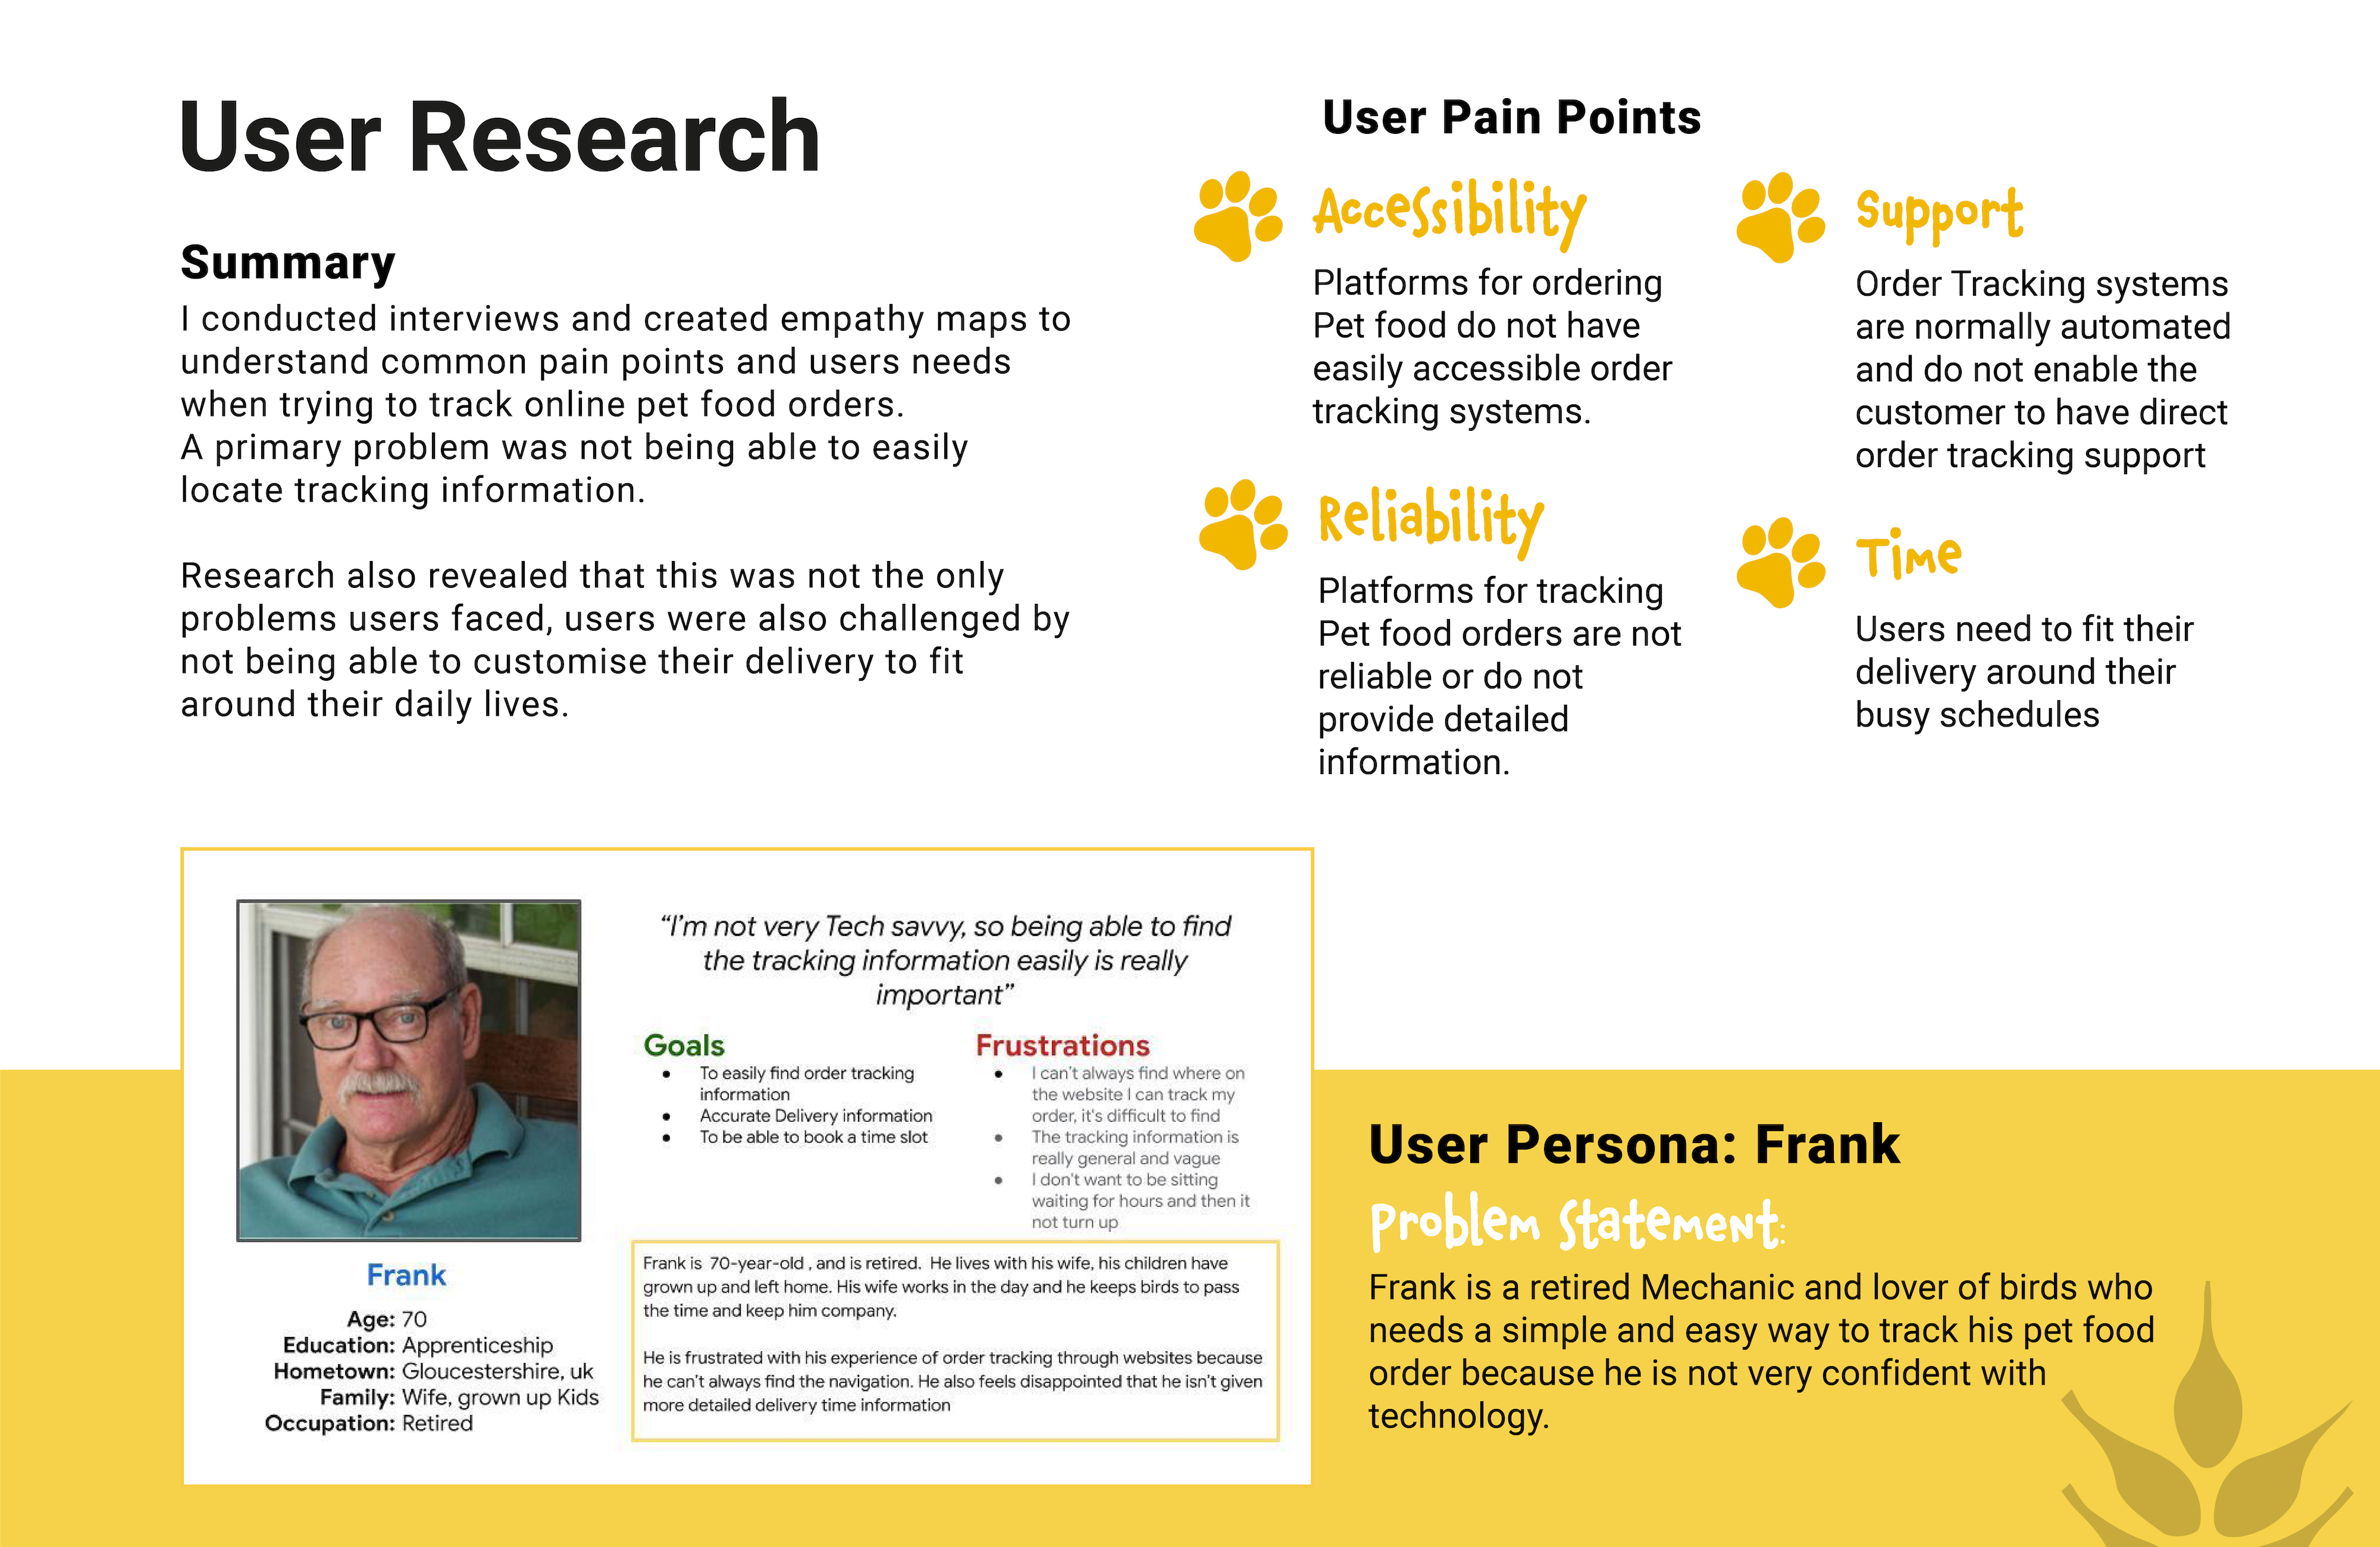 User Research
Summary
I conducted interviews and created empathy maps to
understand common pain points and users needs
when trying to track online pet food orders.
A primary problem was not being able to easily
locate tracking information.
Research also revealed that this was not the only
problems users faced, users were also challenged by
not being able to customise their delivery to fit
around their daily lives.
User Pain Points
Accessibility
Platforms for ordering
Pet food do not have
easily accessible order
tracking systems.
Support
Order Tracking systems
are normally automated
and do not enable the
customer to have direct
order tracking support
Reliability
Platforms for tracking
Pet food orders are not
reliable or do not
provide detailed
information.
Time
Users need to fit their
delivery around their
busy schedules
Frank
Age: 70
Education: Apprenticeship
Hometown: Gloucestershire, uk
Family: Wife, grown up Kids
Occupation: Retired
“I’m not very Tech savvy, so being able to find
the tracking information easily is really
important”
Goals
• To easily find order tracking
information
• Accurate Delivery information
• To be able to book a time slot
Frustrations
• I can't always find where on
the website I can track my
order, it's difficult to find
• The tracking information is
really general and vague
• I don't want to be sitting
waiting for hours and then it
not turn up
Frank is 70-year-old , and is retired. He lives with his wife, his children have
grown up and left home. His wife works in the day and he keeps birds to pass
the time and keep him company.
He is frustrated with his experience of order tracking through websites because
he can't always find the navigation. He also feels disappointed that he isn't given
more detailed delivery time information
User Persona: Frank
Problem Statement:
Frank is a retired Mechanic and lover of birds who
needs a simple and easy way to track his pet food
order because he is not very confident with
technology.